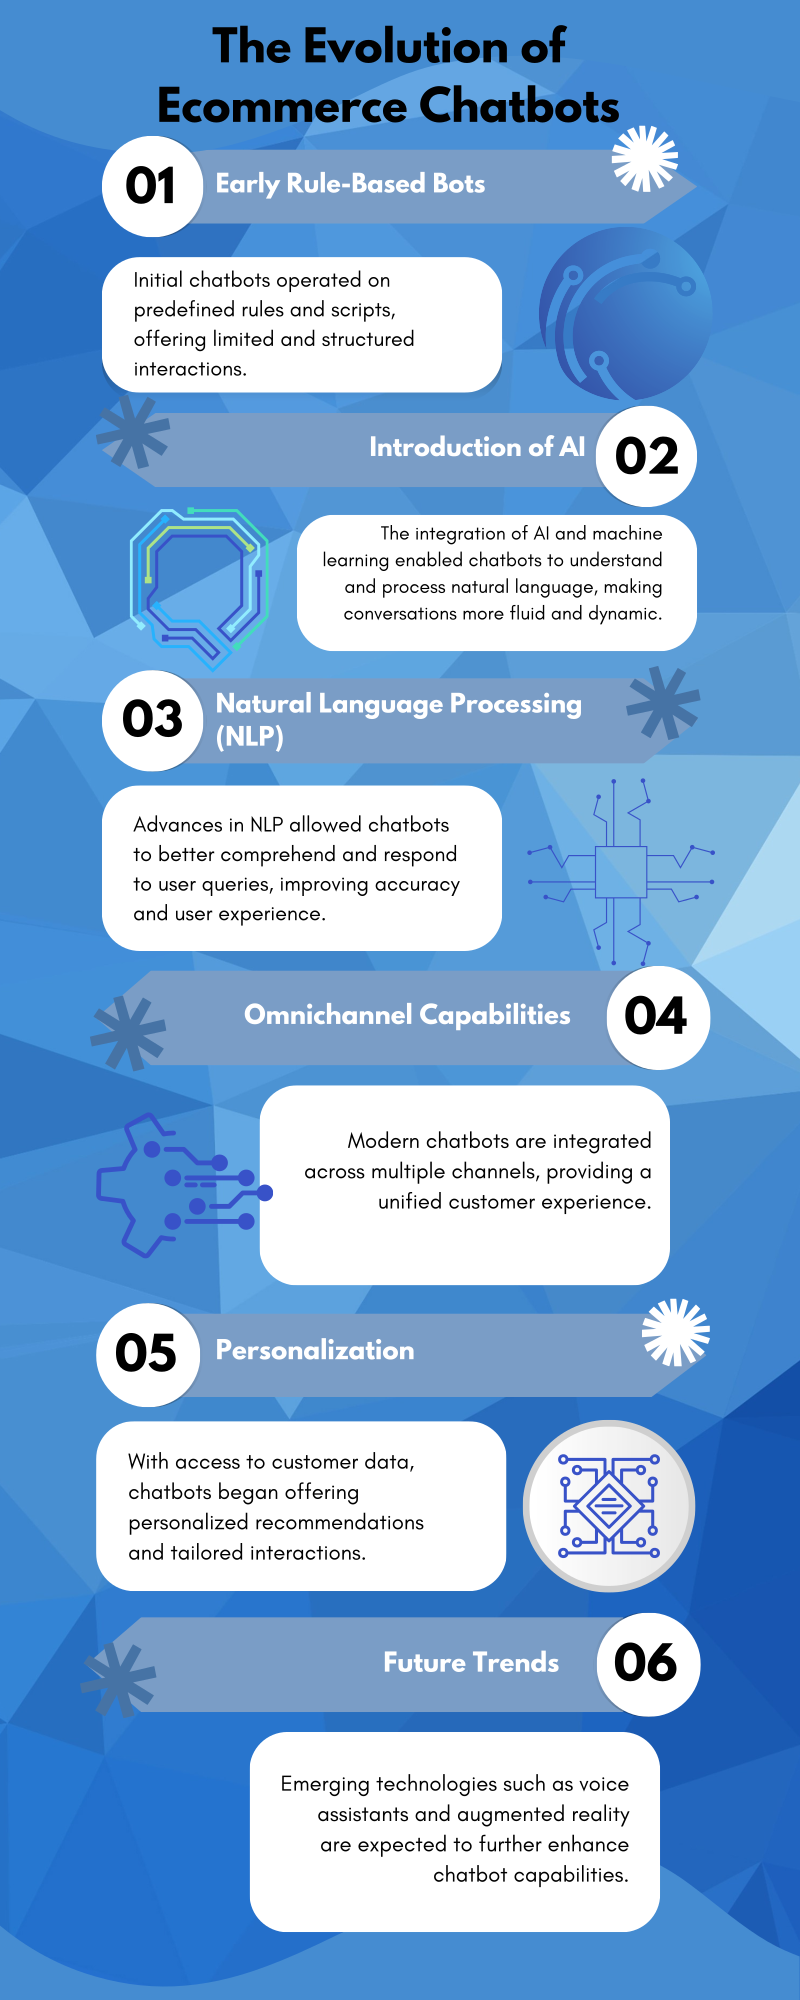 The Evolution of
Ecommerce Chatbots
01
Early Rule-Based Bots
Initial chatbots operated on
predefined rules and scripts,
offering limited and structured
interactions.
Introduction of AI
02
The integration of AI and machine
learning enabled chatbots to understand
and process natural language, making
conversations more fluid and dynamic.
03
Natural Language Processing
(NLP)
Advances in NLP allowed chatbots
to better comprehend and respond
to user queries, improving accuracy
and user experience.
Omnichannel Capabilities
04
Modern chatbots are integrated
across multiple channels, providing a
unified customer experience.
05
Personalization
With access to customer data,
chatbots began offering
personalized recommendations
and tailored interactions.
Future Trends
06
Emerging technologies such as voice
assistants and augmented reality
are expected to further enhance
chatbot capabilities.